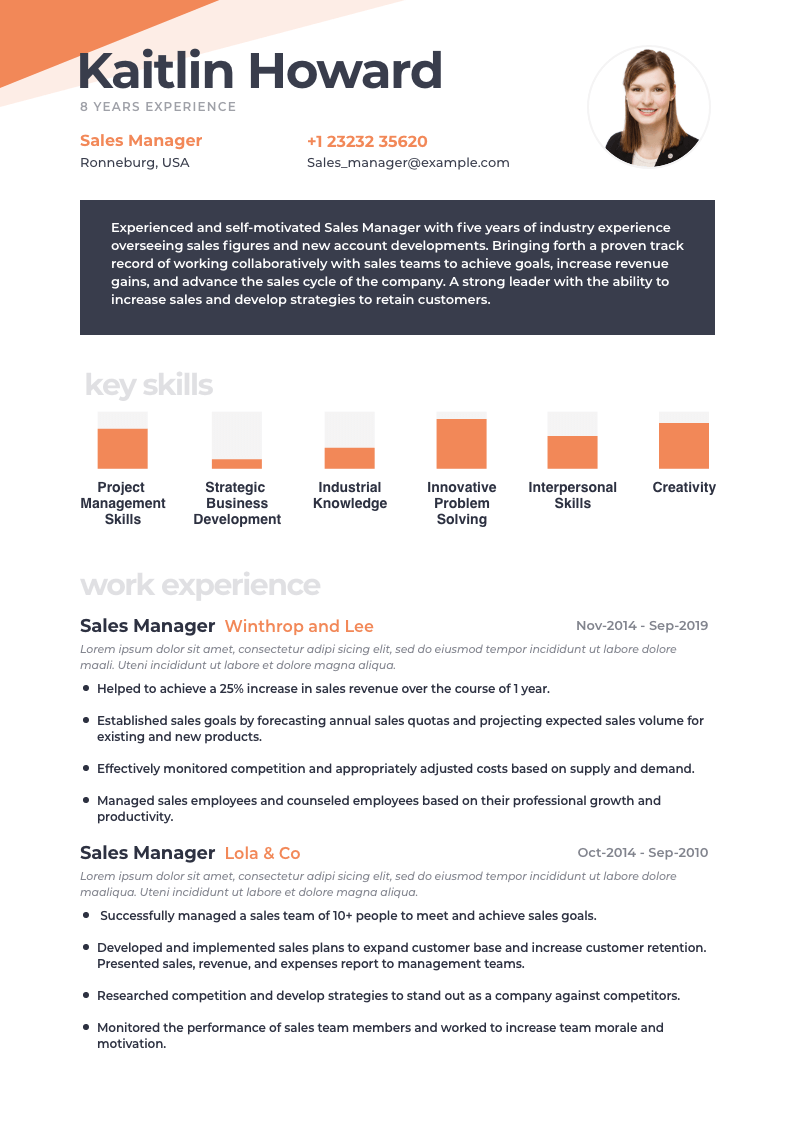 Kaitlin Howard
8 YEARS EXPERIENCE
Sales Manager
+1 23232 35620
Ronneburg, USA
Sales_manager@example.com
Experienced and self-motivated Sales Manager with five years of industry experience
overseeing sales figures and new account developments. Bringing forth a proven track
record of working collaboratively with sales teams to achieve goals, increase revenue
gains, and advance the sales cycle of the company. A strong leader with the ability to
increase sales and develop strategies to retain customers.
key skills
Project
Management
Skills
Strategic
Business
Development
Industrial
Knowledge
Innovative
Problem
Solving
Interpersonal
Skills
Creativity
work experience
Sales Manager Winthrop and Lee Nov-2014 - Sep-2019
Lorem ipsum dolor sit amet, consectetur adipi sicing elit, sed do eiusmod tempor incididunt ut labore dolore
maali. Uteni incididunt ut labore et dolore magna aliqua.
• Helped to achieve a 25% increase in sales revenue over the course of 1 year.
• Established sales goals by forecasting annual sales quotas and projecting expected sales volume for
existing and new products.
• Effectively monitored competition and appropriately adjusted costs based on supply and demand.
• Managed sales employees and counseled employees based on their professional growth and
productivity.
Sales Manager Lola & Co Oct-2014 - Sep-2010
Lorem ipsum dolor sit amet, consectetur adipi sicing elit, sed do eiusmod tempor incididunt ut labore dolore
maaliqua. Uteni incididunt ut labore et dolore magna aliqua.
• Successfully managed a sales team of 10+ people to meet and achieve sales goals.
• Developed and implemented sales plans to expand customer base and increase customer retention.
Presented sales, revenue, and expenses report to management teams.
• Researched competition and develop strategies to stand out as a company against competitors.
• Monitored the performance of sales team members and worked to increase team morale and
motivation.